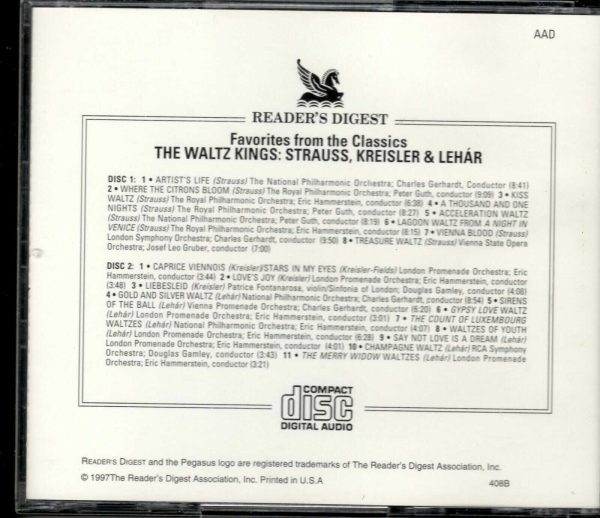 AAD
READER'S DIGEST
Favorites from the Classics
THE WALTZ KINGS: STRAUSS, KREISLER & LEHÁR
DISC 1: 1 • ARTIST'S LIFE (Strauss) The National Philharmonic Orchestra; Charles Gerhardt, Conductor (8:41)
2 • WHERE THE CITRONS BLOOM (Strauss) The Royal Philharmonic Orchestra; Peter Guth, conductor (9:09) 3 • KISS
WALTZ (Strauss) The Royal Philharmonic Orchestra; Eric Hammerstein, conductor (6:38) 4 • A THOUSAND AND ONE
NIGHTS (Strauss) The Royal Philharmonic Orchestra; Peter Guth, conductor (8:27) 5 • ACCELERATION WALTZ
(Strauss) The National Philharmonic Orchestra; Peter Guth, conductor (8:19) 6 • LAGOON WALTZ FROM A NIGHT IN
VENICE (Strauss) The Royal Philharmonic Orchestra; Eric Hammerstein, conductor (8:15) 7 • VIENNA BLOOD (Strauss)
London Symphony Orchestra; Charles Gerhardt, conductor (9:50) 8 • TREASURE WALTZ (Strauss) Vienna State Opera
Orchestra; Josef Leo Gruber, conductor (7:00)
DISC 2: 1 • CAPRICE VIENNOIS (Kreisler)/STARS IN MY EYES (Kreisler-Fields) London Promenade Orchestra; Eric
Hammerstein, conductor (3:44) 2 • LOVE'S JOY (Kreisler) London Promenade Orchestra; Eric Hammerstein, conductor
(3:48) 3 • LIEBESLEID (Kreisler) Patrice Fontanarosa, violin/Sinfonia of London; Douglas Gamley, conductor (4:08)
4 • GOLD AND SILVER WALTZ (Lehár) National Philharmonic Orchestra; Charles Gerhardt, conductor (8:54) 5 • SIRENS
OF THE BALL (Lehár) Vienna Promenade Orchestra; Charles Gerhardt, conductor (6:20) 6 • GYPSY LOVE WALTZ
(Lehár) London Promenade Orchestra; Eric Hammerstein, conductor (3:01) 7 • THE COUNT OF LUXEMBOURG
WALTZES (Lehár) National Philharmonic Orchestra; Eric Hammerstein, conductor (4:07) 8 • WALTZES OF YOUTH
(Lehár) London Promenade Orchestra; Eric Hammerstein, conductor (6:28) 9 • SAY NOT LOVE IS A DREAM (Lehár)
London Promenade Orchestra; Eric Hammerstein, conductor (4:01) 10 • CHAMPAGNE WALTZ (Lehár) RCA Symphony
Orchestra; Douglas Gamley, conductor (3:43) 11 • THE MERRY WIDOW WALTZES (Lehár) London Promenade
Orchestra; Eric Hammerstein, conductor (3:21)
COMPACT
disc
DIGITAL AUDIO
READER'S DIGEST and the Pegasus logo are registered trademarks of The Reader's Digest Association, Inc.
© 1997The Reader's Digest Association, Inc. Printed in U.S.A
408B